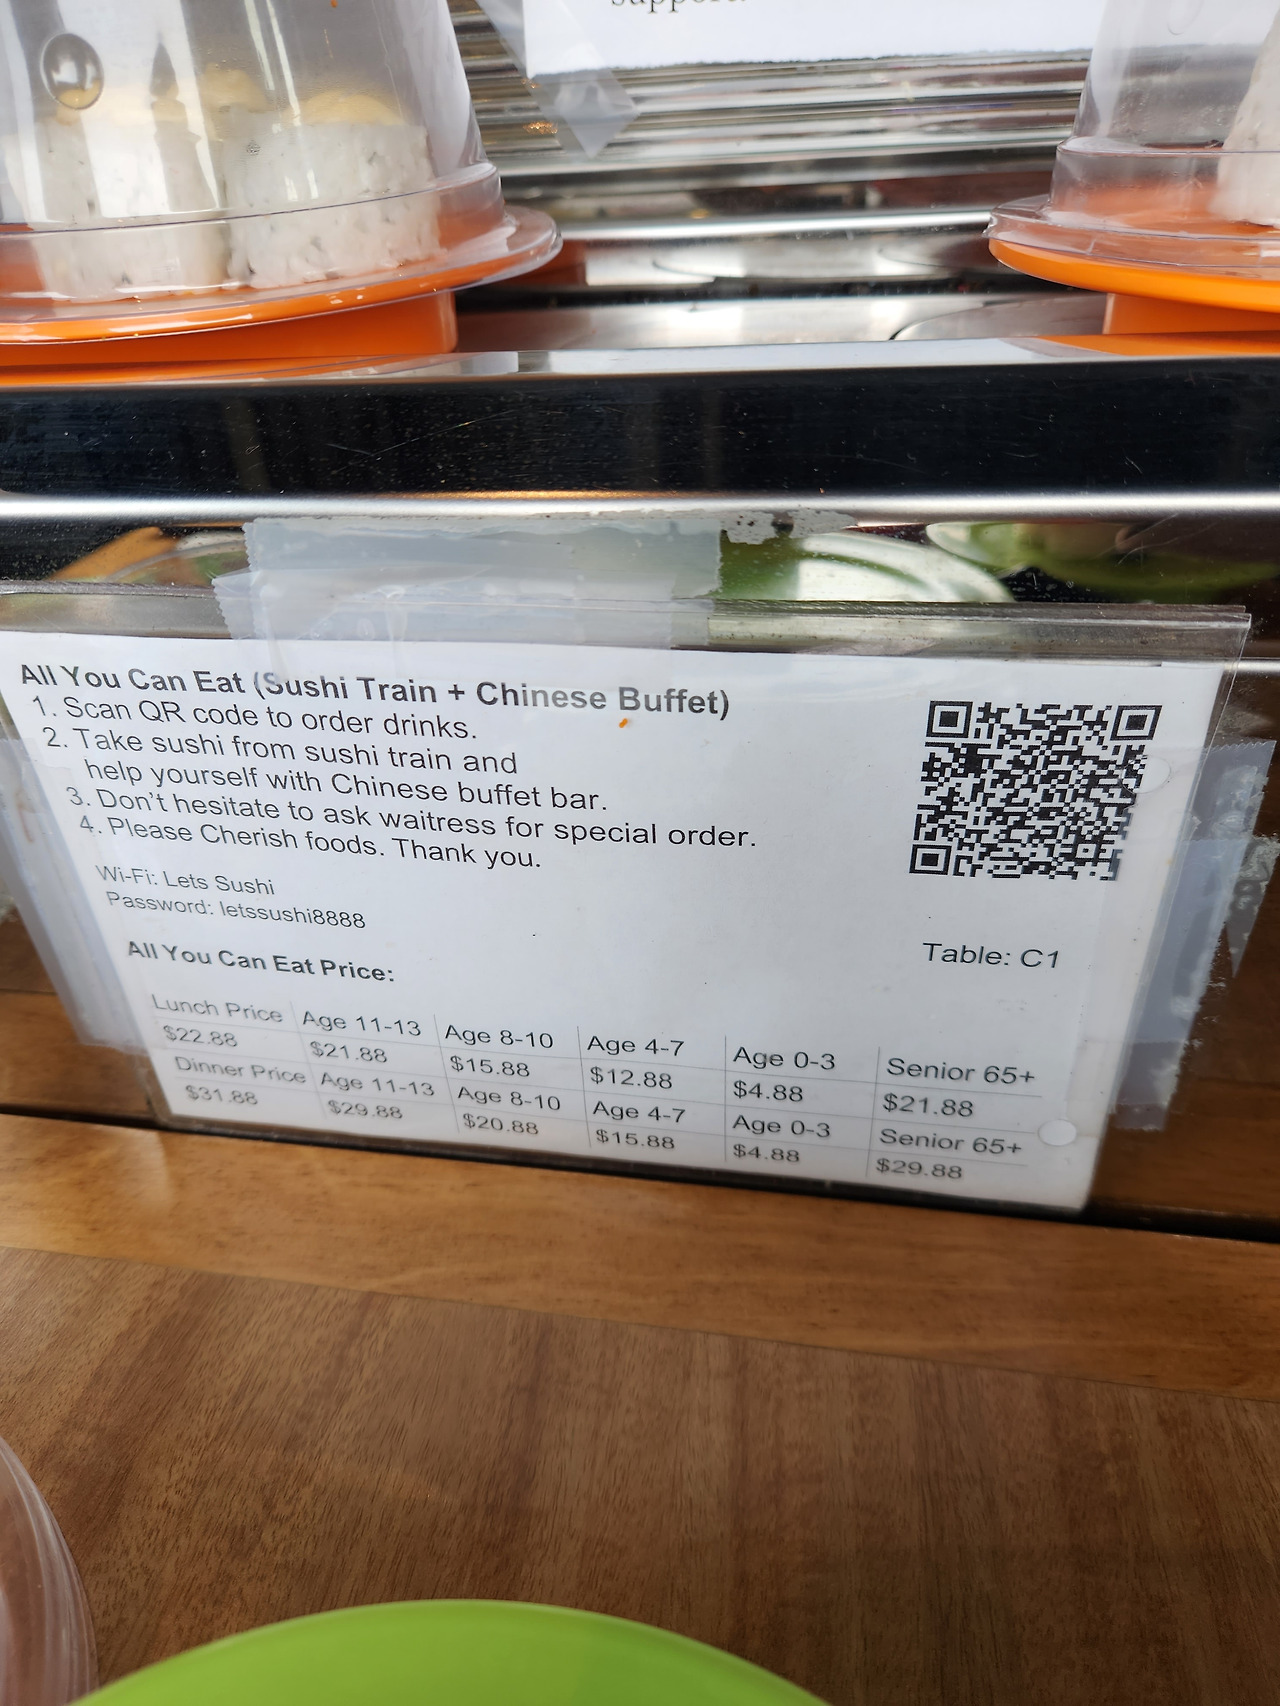 support.
All You Can Eat (Sushi Train + Chinese Buffet)
1. Scan QR code to order drinks.
2. Take sushi from sushi train and
help yourself with Chinese buffet bar.
3. Don't hesitate to ask waitress for special order.
4. Please Cherish foods. Thank you.
Wi-Fi: Lets Sushi
Password: letssushi8888
Table: C1
All You Can Eat Price:
Lunch Price Age 11-13 Age 8-10 Age 4-7 Age 0-3 Senior 65+
$22.88 $21.88 $15.88 $12.88 $4.88 $21.88
Dinner Price Age 11-13 Age 8-10 Age 4-7 Age 0-3 Senior 65+
$31.88 $29.88 $20.88 $15.88 $4.88 $29.88